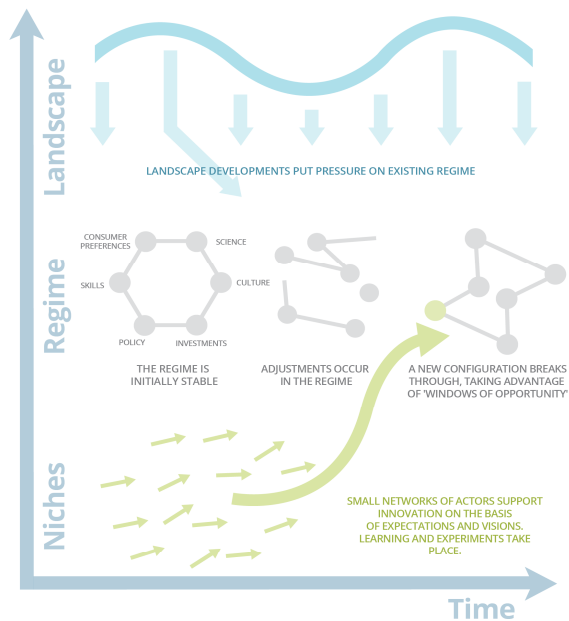 Landscape
LANDSCAPE DEVELOPMENTS PUT PRESSURE ON EXISTING REGIME
Regime
CONSUMER
PREFERENCES
SCIENCE
SKILLS
CULTURE
POLICY
INVESTMENTS
THE REGIME IS
INITIALLY STABLE
ADJUSTMENTS OCCUR
IN THE REGIME
A NEW CONFIGURATION BREAKS
THROUGH, TAKING ADVANTAGE
OF 'WINDOWS OF OPPORTUNITY'
Niches
SMALL NETWORKS OF ACTORS SUPPORT
INNOVATION ON THE BASIS
OF EXPECTATIONS AND VISIONS.
LEARNING AND EXPERIMENTS TAKE
PLACE.
Time